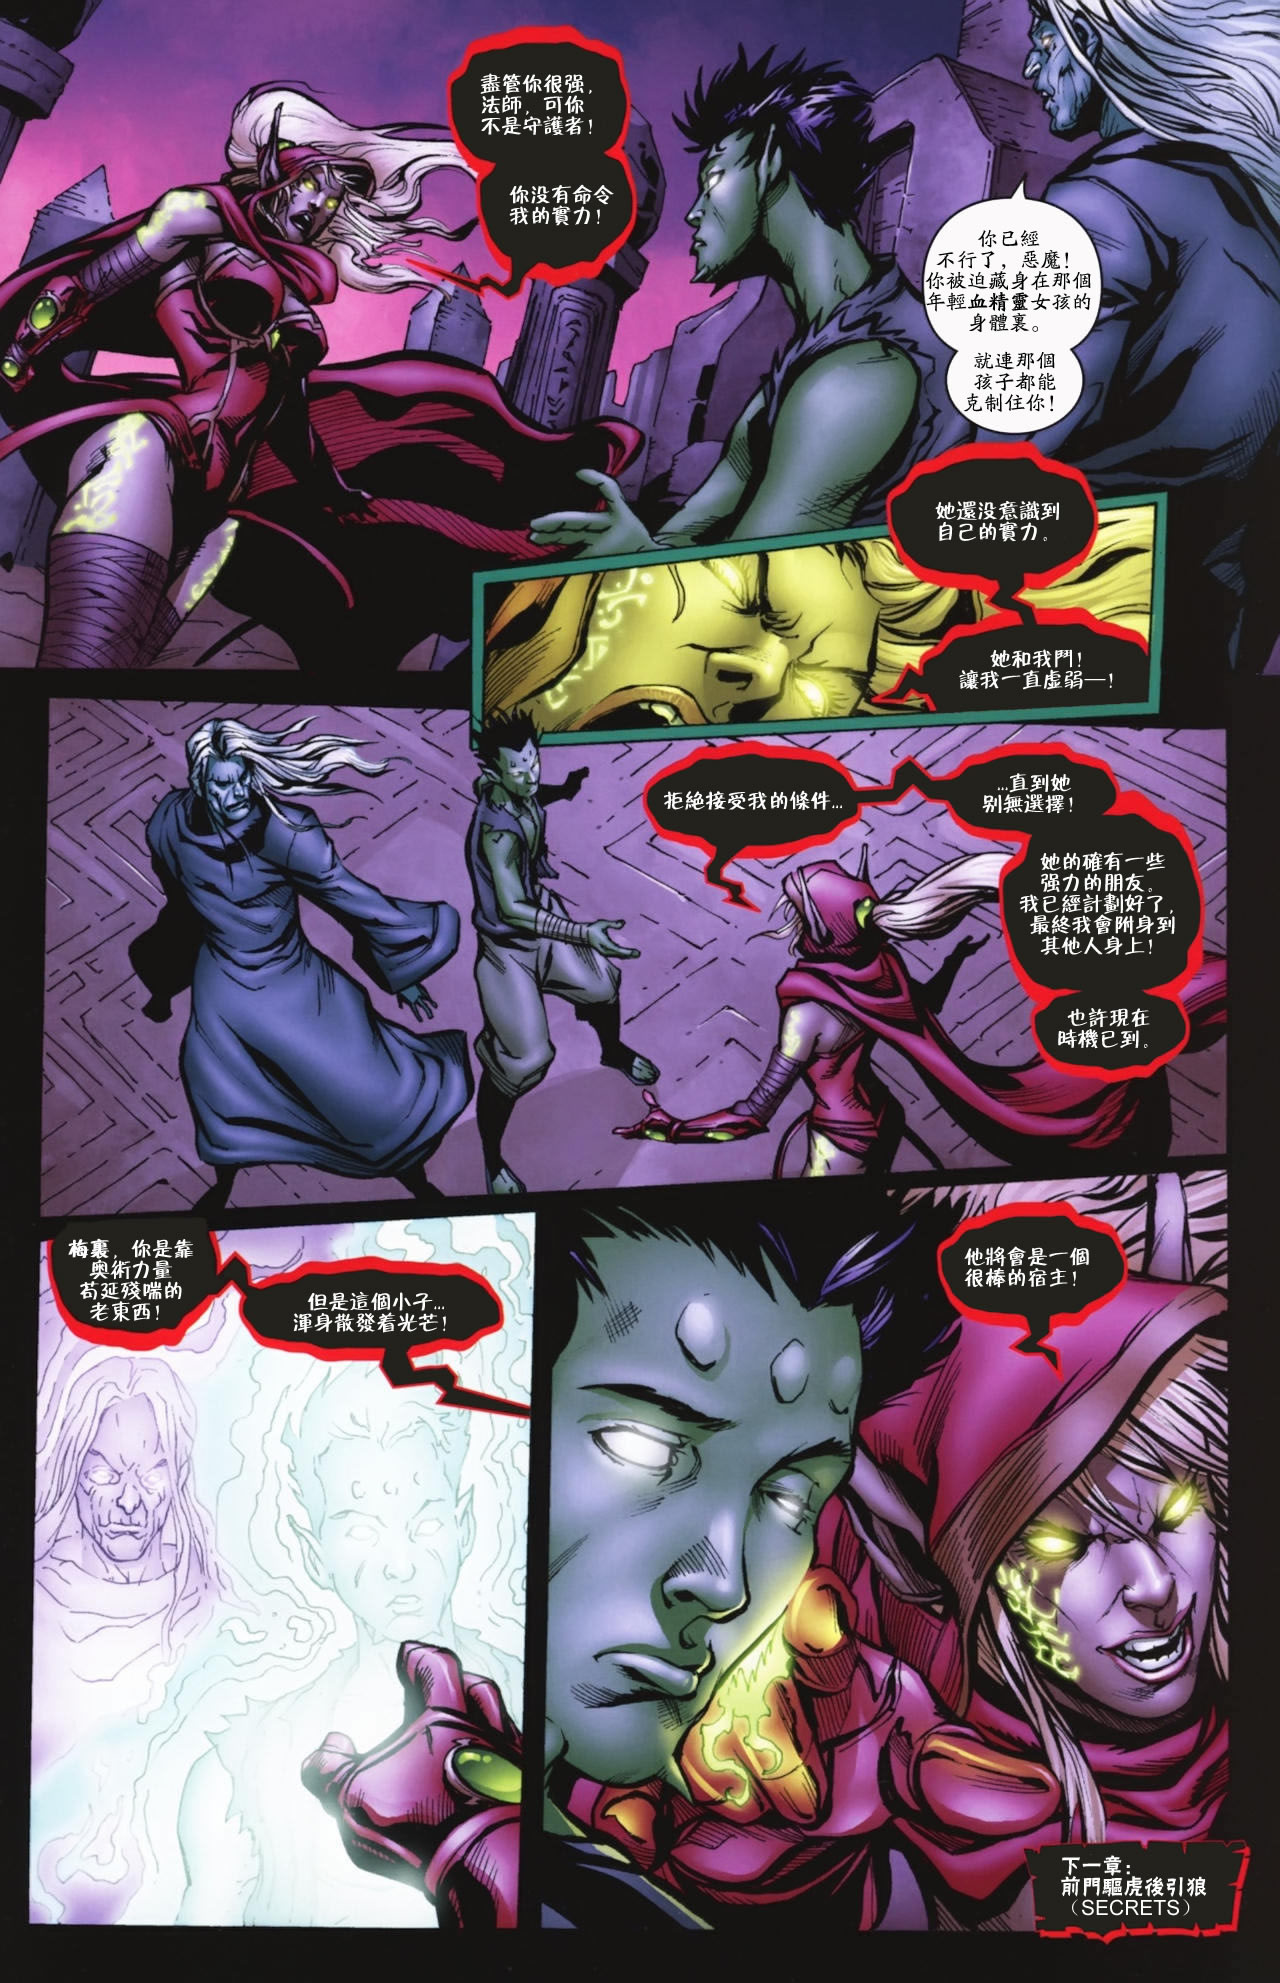 盡管你很强，
法師，可你
不是守護者！
你没有命令
我的實力！
你已經
不行了，惡魔！
你被迫藏身在那個
年輕血精靈女孩的
身體裏。
就連那個
孩子都能
克制住你！
她還没意識到
自己的實力。
她和我鬥！
讓我一直虚弱—！
拒絶接受我的條件...
...直到她
别無選擇！
她的確有一些
强力的朋友。
我已經計劃好了，
最終我會附身到
其他人身上！
也許現在
時機已到。
梅裏，你是靠
奥術力量
苟延殘喘的
老東西！
但是這個小子...
渾身散發着光芒！
他將會是一個
很棒的宿主！
下一章：
前門驅虎後引狼
（SECRETS）